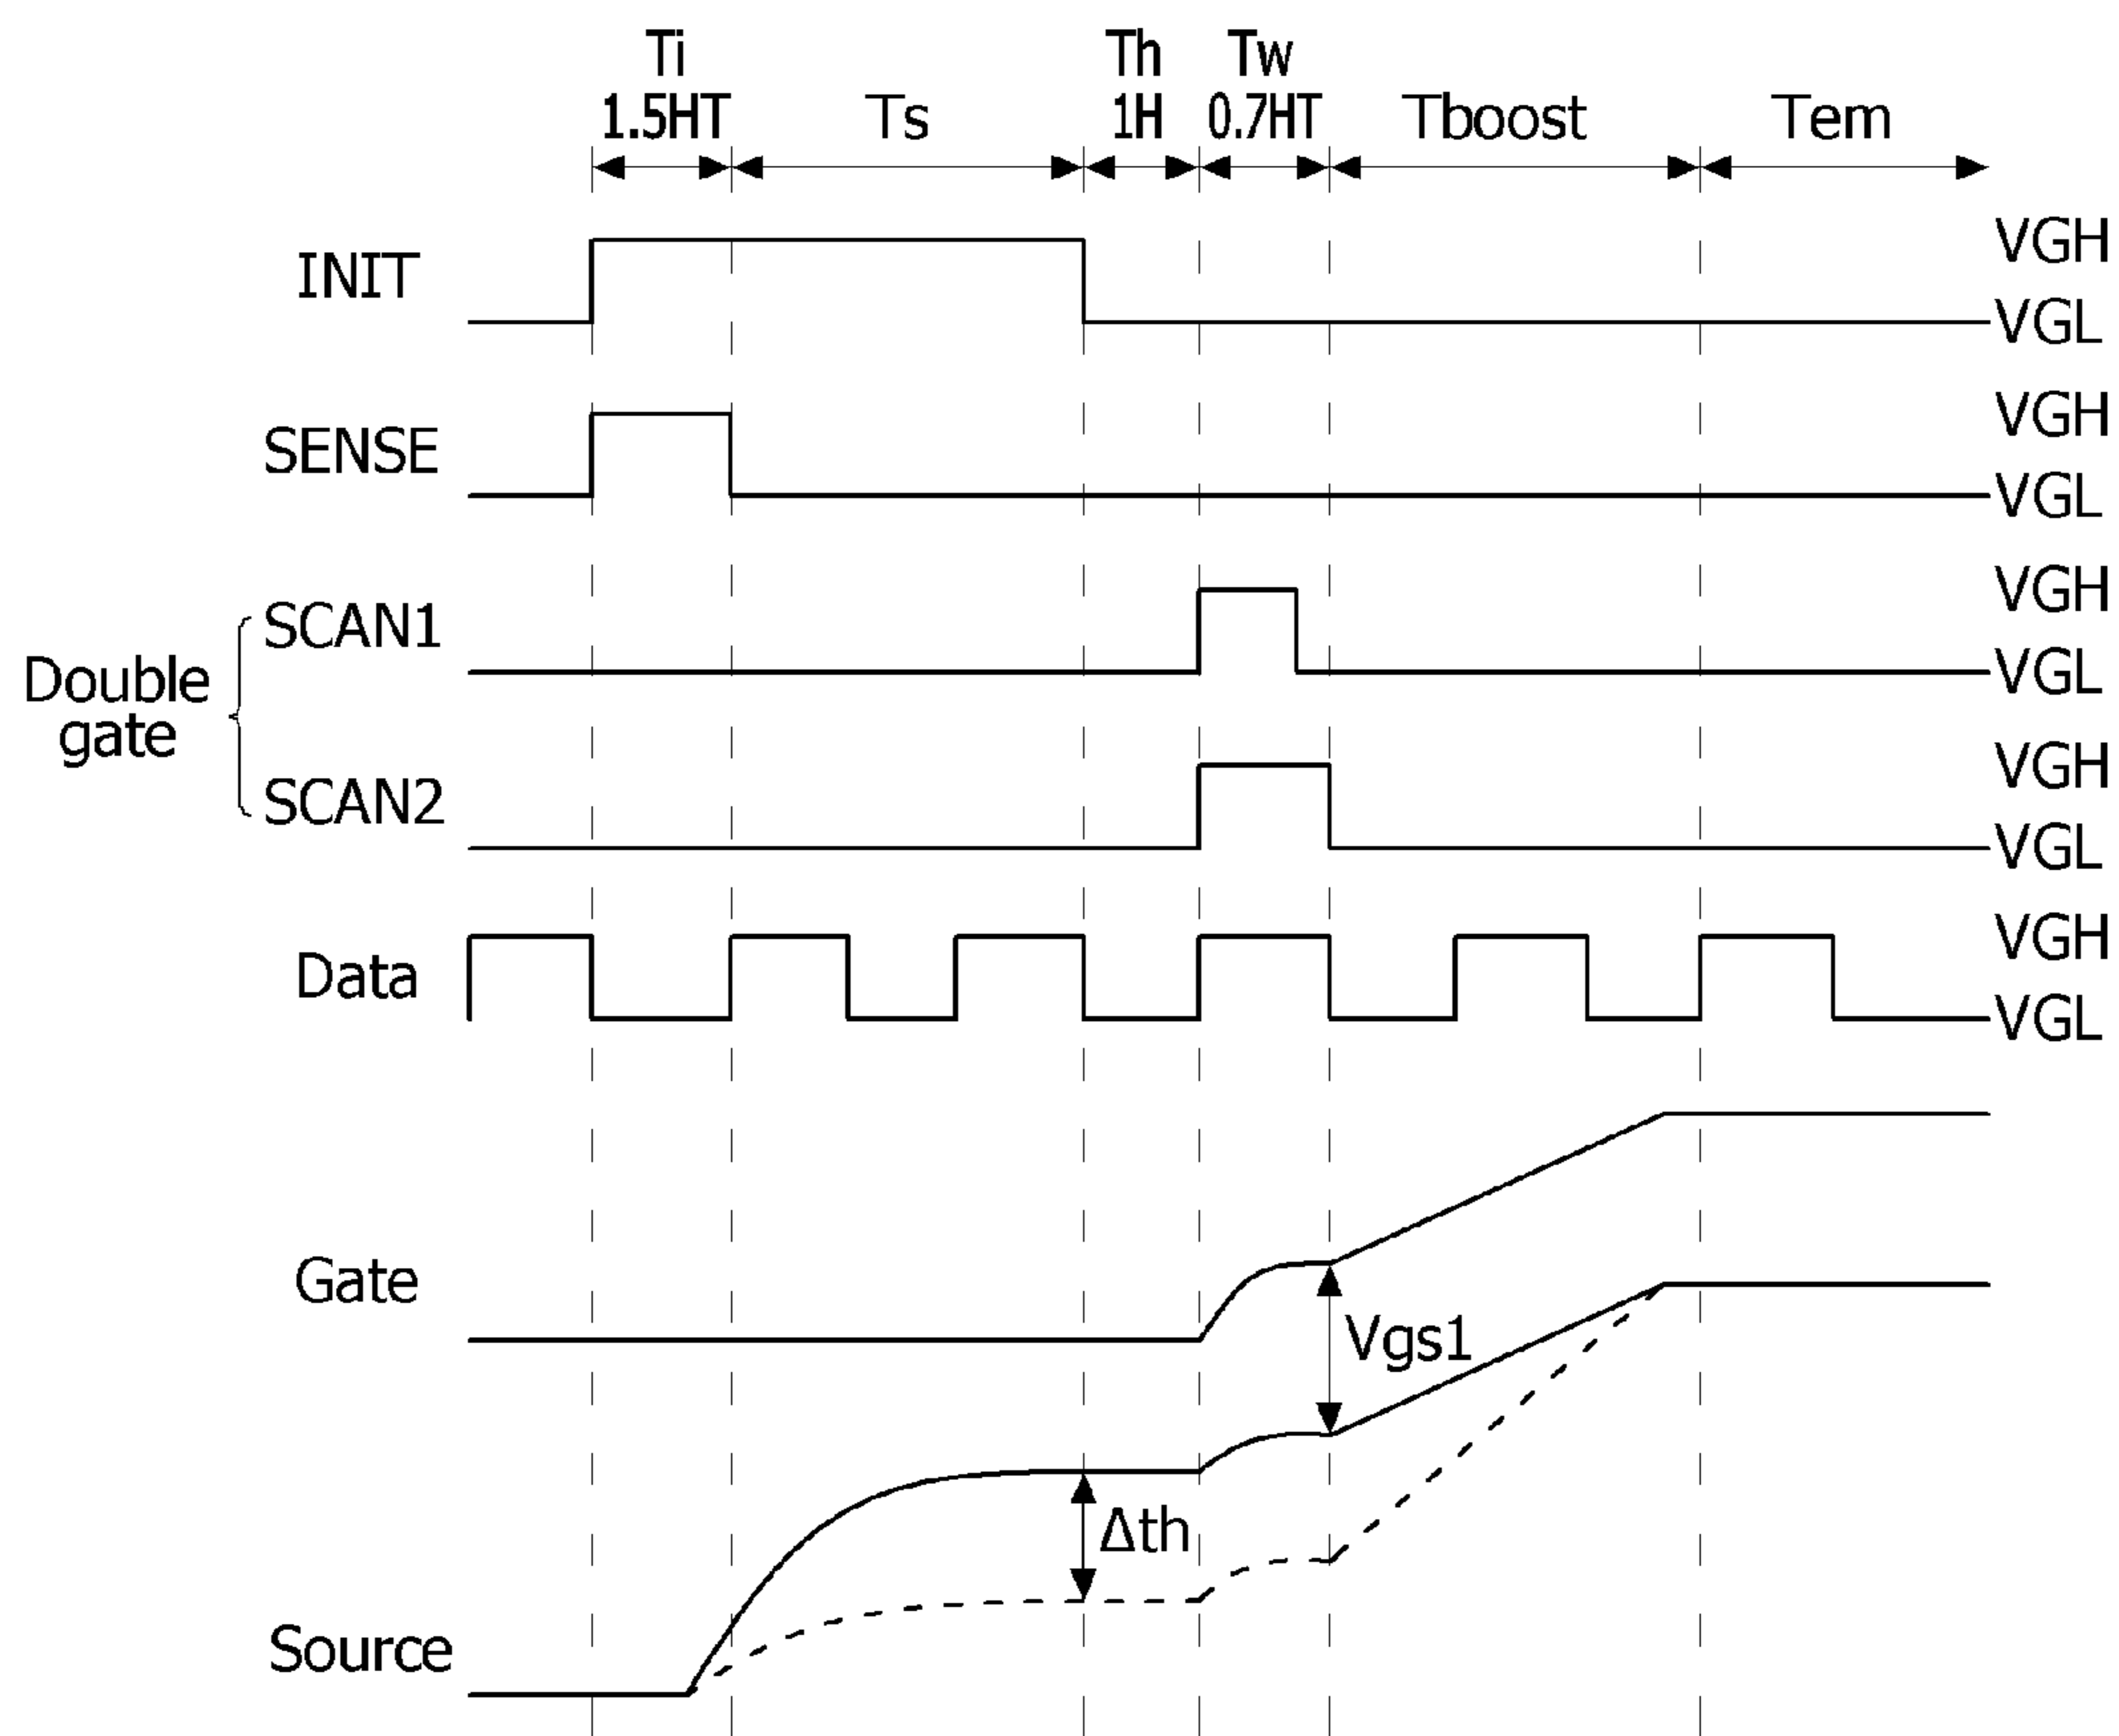 Ti
1.5HT
Ts
Th
1H
Tw
0.7HT
Tboost
Tem
INIT
VGH
VGL
SENSE
VGH
VGL
Double
gate
SCAN1
VGH
VGL
SCAN2
VGH
VGL
Data
VGH
VGL
Gate
Vgs1
Δth
Source